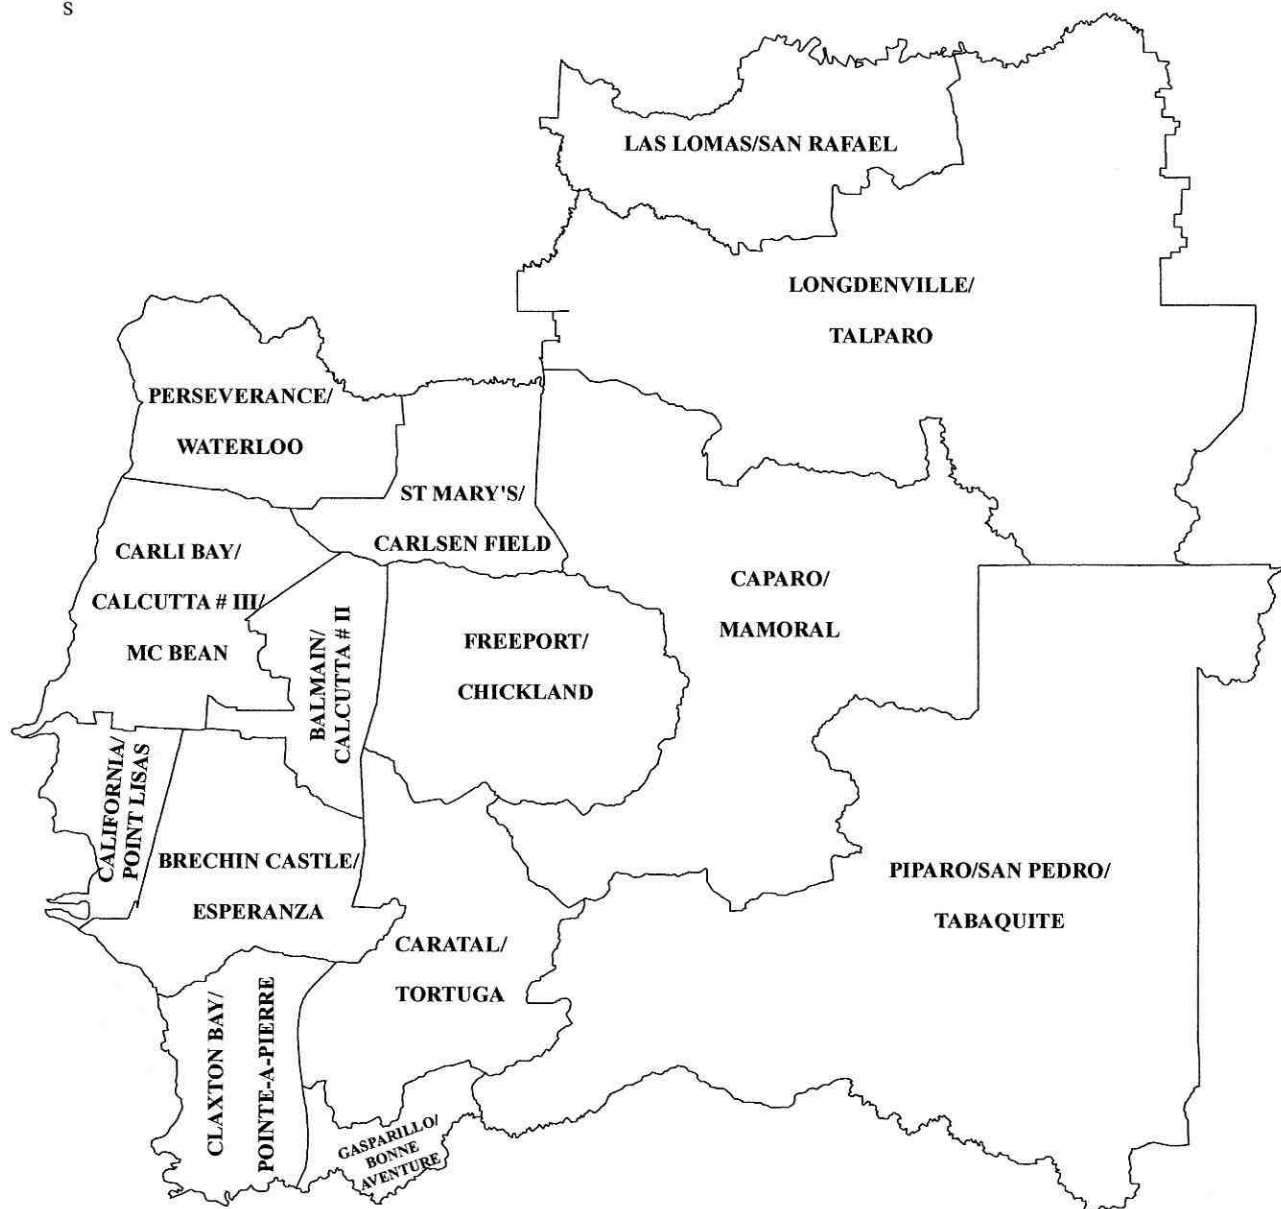 s
LAS LOMAS/SAN RAFAEL
LONGDENVILLE/
TALPARO
PERSEVERANCE/
WATERLOO
ST MARY'S/
CARLSEN FIELD
CARLI BAY/
CALCUTTA # III/
MC BEAN
BALMAIN/
CALCUTTA # II
FREEPORT/
CHICKLAND
CAPARO/
MAMORAL
CALIFORNIA/
POINT LISAS
BRECHIN CASTLE/
ESPERANZA
PIPARO/SAN PEDRO/
TABAQUITE
CARATAL/
TORTUGA
CLAXTON BAY/
POINTE-A-PIERRE
GASPARILLO/
BONNE
AVENTURE